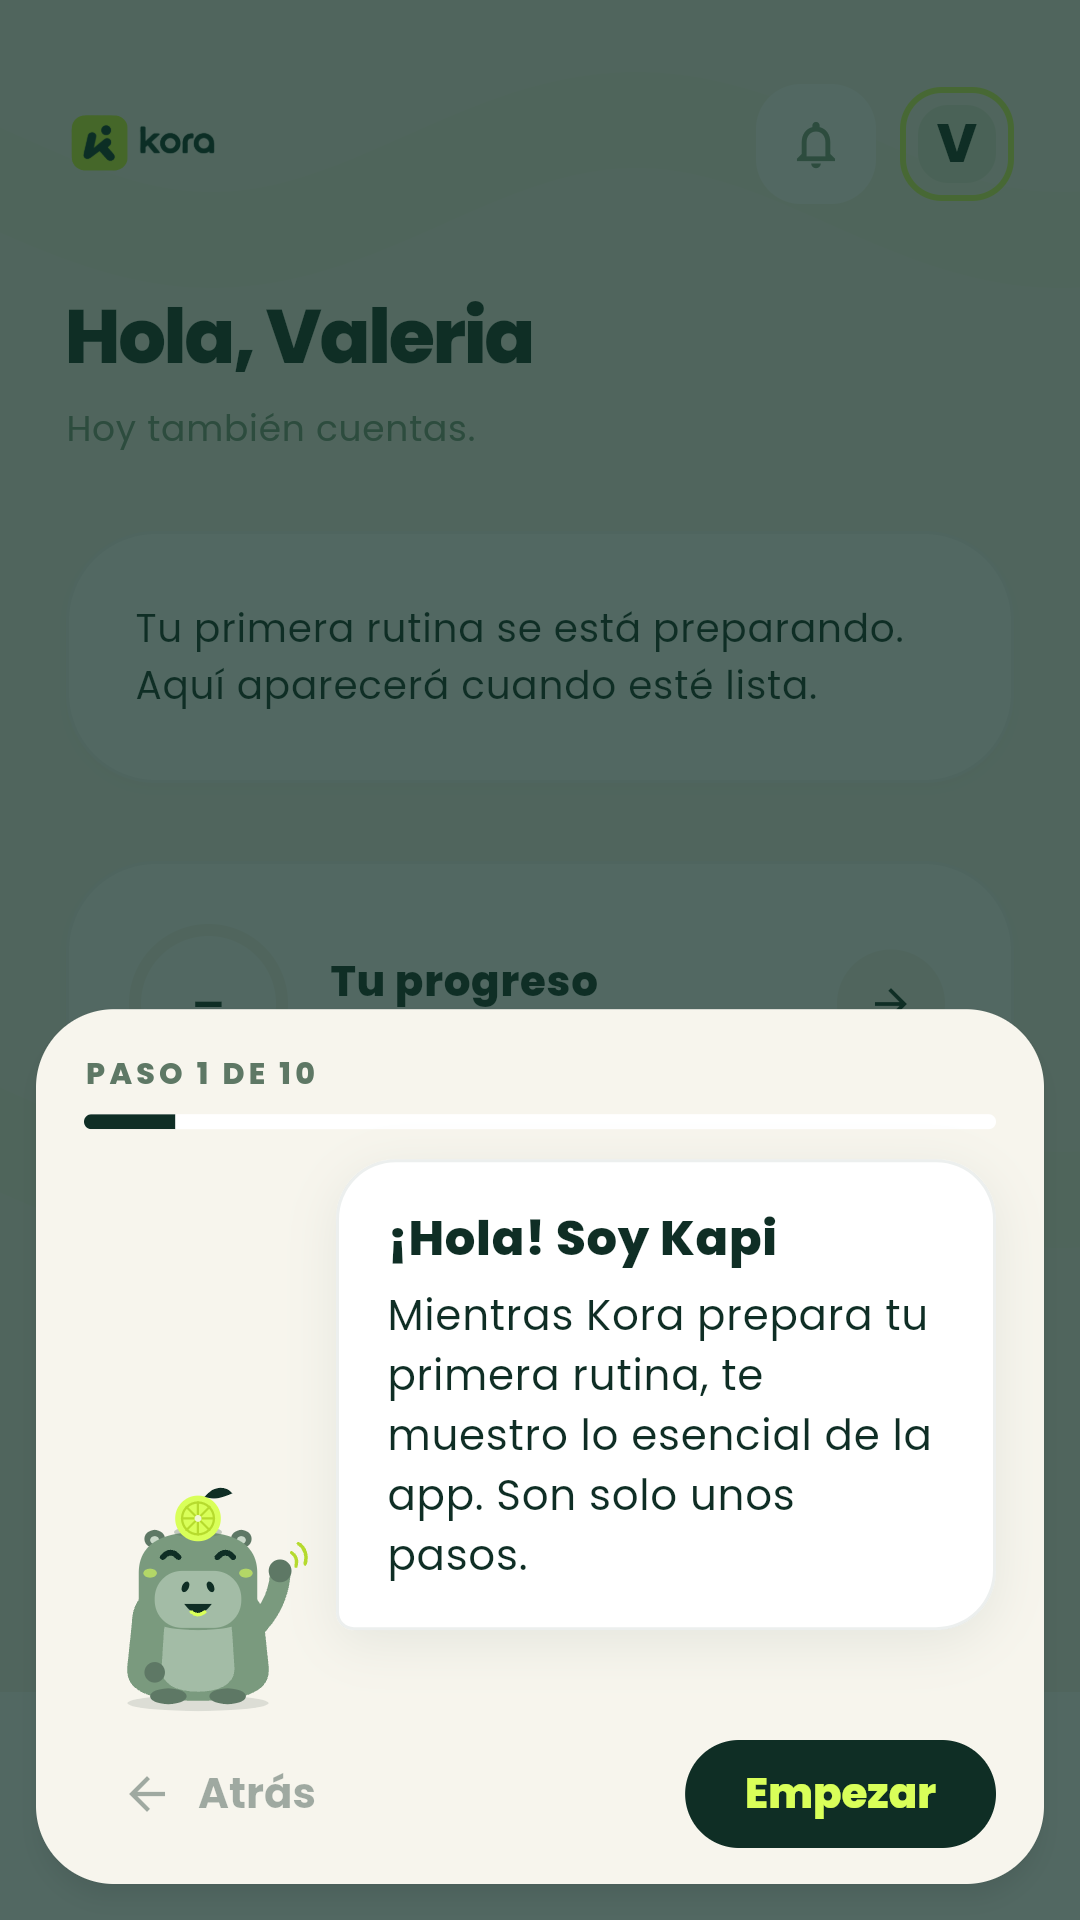 kora
V
Hola, Valeria
Hoy también cuentas.
Tu primera rutina se está preparando.
Aquí aparecerá cuando esté lista.
–
Tu progreso
PASO 1 DE 10
¡Hola! Soy Kapi
Mientras Kora prepara tu
primera rutina, te
muestro lo esencial de la
app. Son solo unos
pasos.
Atrás
Empezar